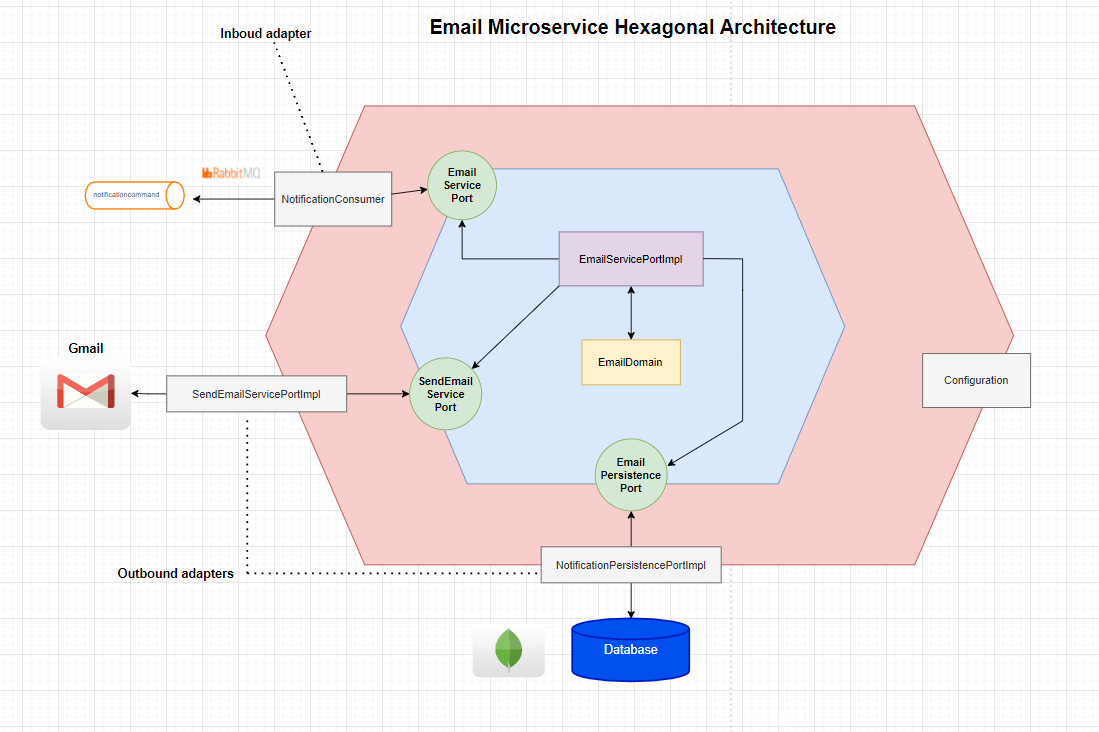 Email Microservice Hexagonal Architecture
Inboud adapter
RabbitMQ
notificationcommand
NotificationConsumer
Email
Service
Port
EmailServicePortImpl
EmailDomain
Gmail
SendEmailServicePortImpl
SendEmail
Service
Port
Configuration
Email
Persistence
Port
NotificationPersistencePortImpl
Outbound adapters
Database